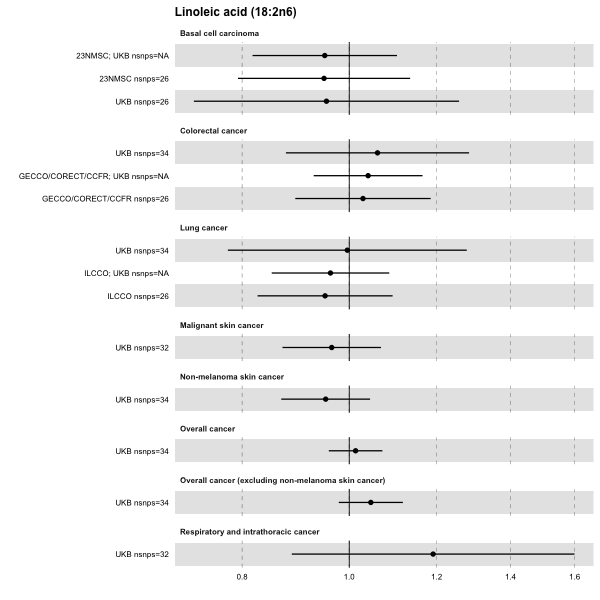 Linoleic acid (18:2n6)
Basal cell carcinoma
23NMSC; UKB nsnps=NA
23NMSC nsnps=26
UKB nsnps=26
Colorectal cancer
UKB nsnps=34
GECCO/CORECT/CCFR; UKB nsnps=NA
GECCO/CORECT/CCFR nsnps=26
Lung cancer
UKB nsnps=34
ILCCO; UKB nsnps=NA
ILCCO nsnps=26
Malignant skin cancer
UKB nsnps=32
Non-melanoma skin cancer
UKB nsnps=34
Overall cancer
UKB nsnps=34
Overall cancer (excluding non-melanoma skin cancer)
UKB nsnps=34
Respiratory and intrathoracic cancer
UKB nsnps=32
0.8 1.0 1.2 1.4 1.6